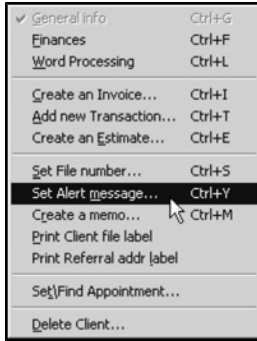 ✓ General info Ctrl+G
Finances Ctrl+F
Word Processing Ctrl+L
Create an Invoice... Ctrl+I
Add new Transaction... Ctrl+T
Create an Estimate... Ctrl+E
Set File number... Ctrl+S
Set Alert message... Ctrl+Y
Create a memo... Ctrl+M
Print Client file label
Print Referral addr label
Set\Find Appointment...
Delete Client...